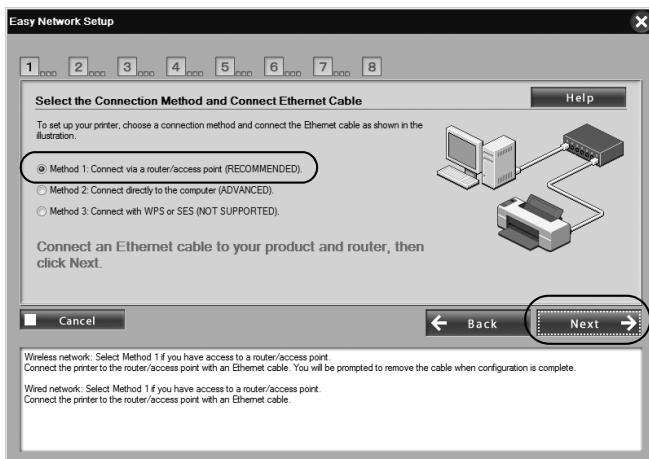 Easy Network Setup
1 2 3 4 5 6 7 8
Select the Connection Method and Connect Ethernet Cable
Help
To set up your printer, choose a connection method and connect the Ethernet cable as shown in the
illustration.
Method 1: Connect via a router/access point (RECOMMENDED).
Method 2: Connect directly to the computer (ADVANCED).
Method 3: Connect with WPS or SES (NOT SUPPORTED).
Connect an Ethernet cable to your product and router, then
click Next.
Cancel
Back
Next
Wireless network: Select Method 1 if you have access to a router/access point.
Connect the printer to the router/access point with an Ethernet cable. You will be prompted to remove the cable when configuration is complete.
Wired network: Select Method 1 if you have access to a router/access point.
Connect the printer to the router/access point with an Ethernet cable.